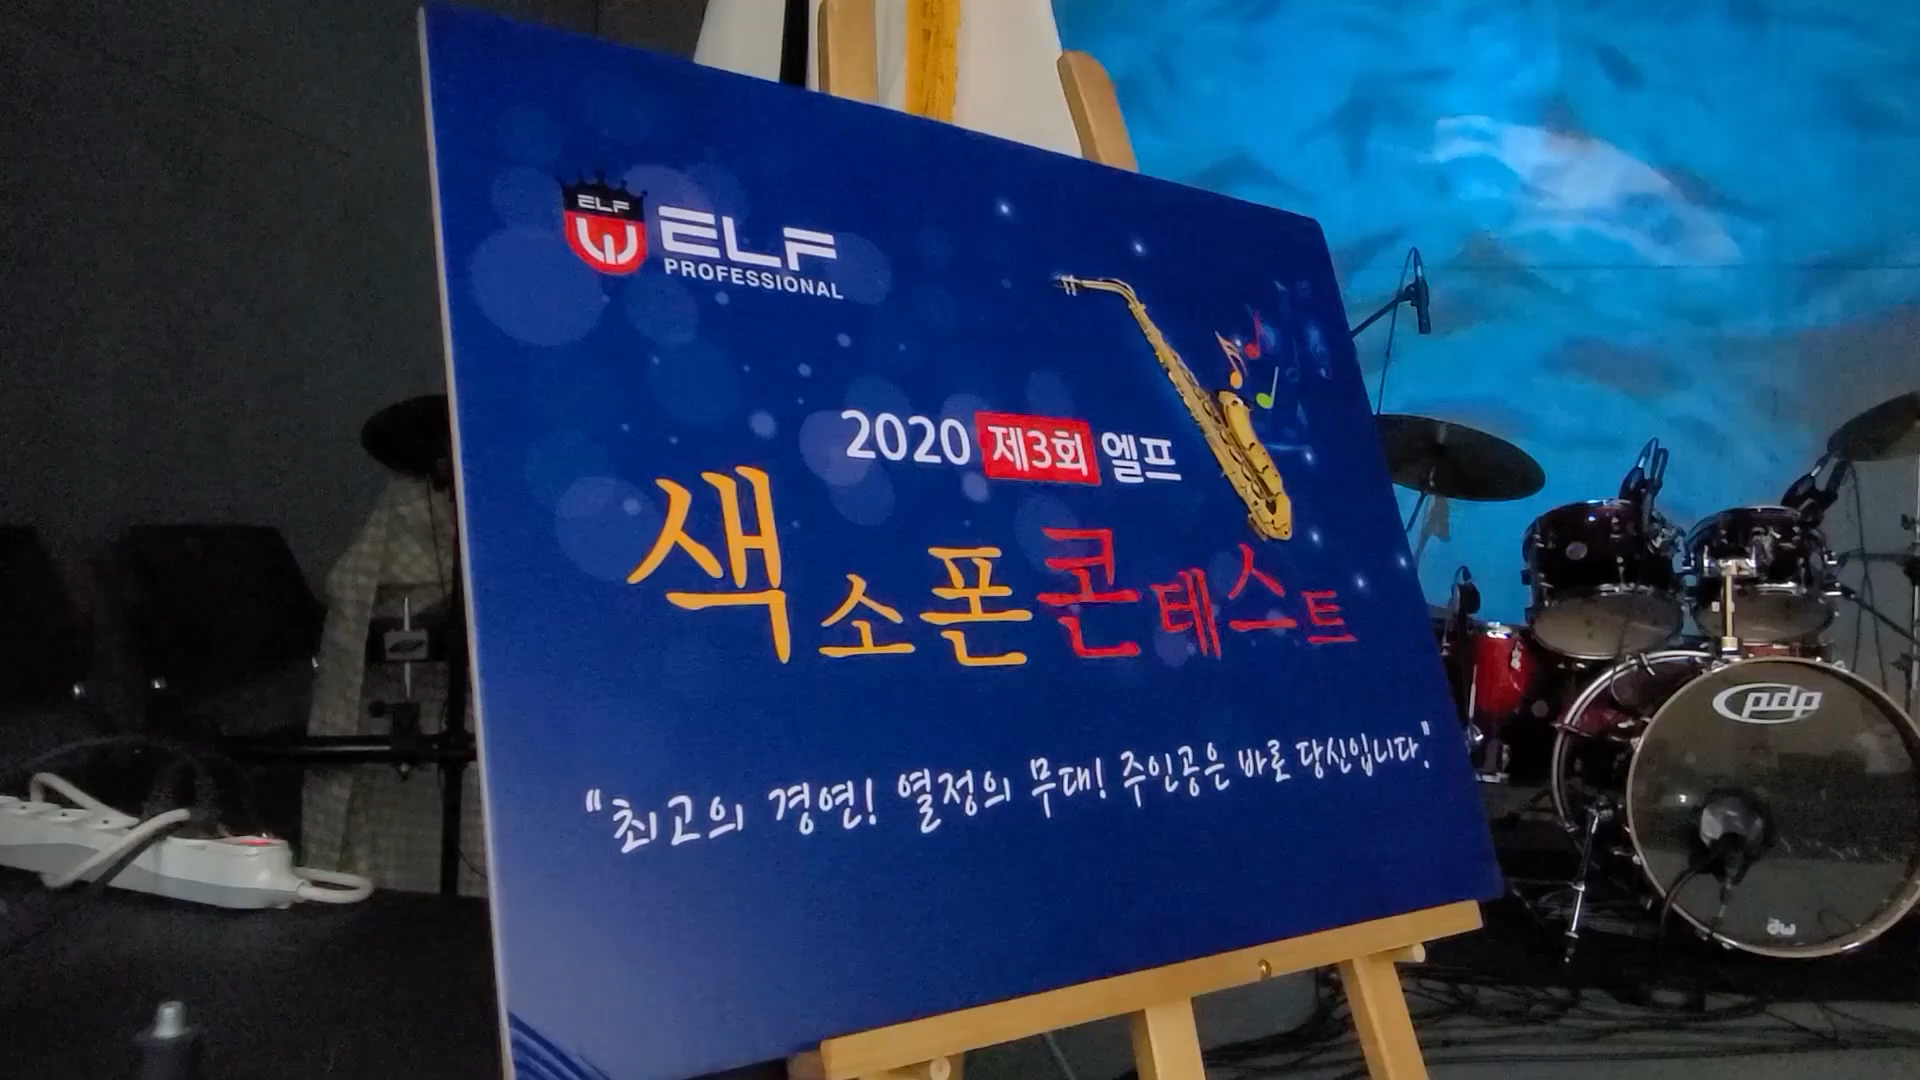 ELF
ELF
PROFESSIONAL
2020 제3회 엘프
색소폰콘테스트
"최고의 경연! 열정의 무대! 주인공은 바로 당신입니다."
pdp
dw